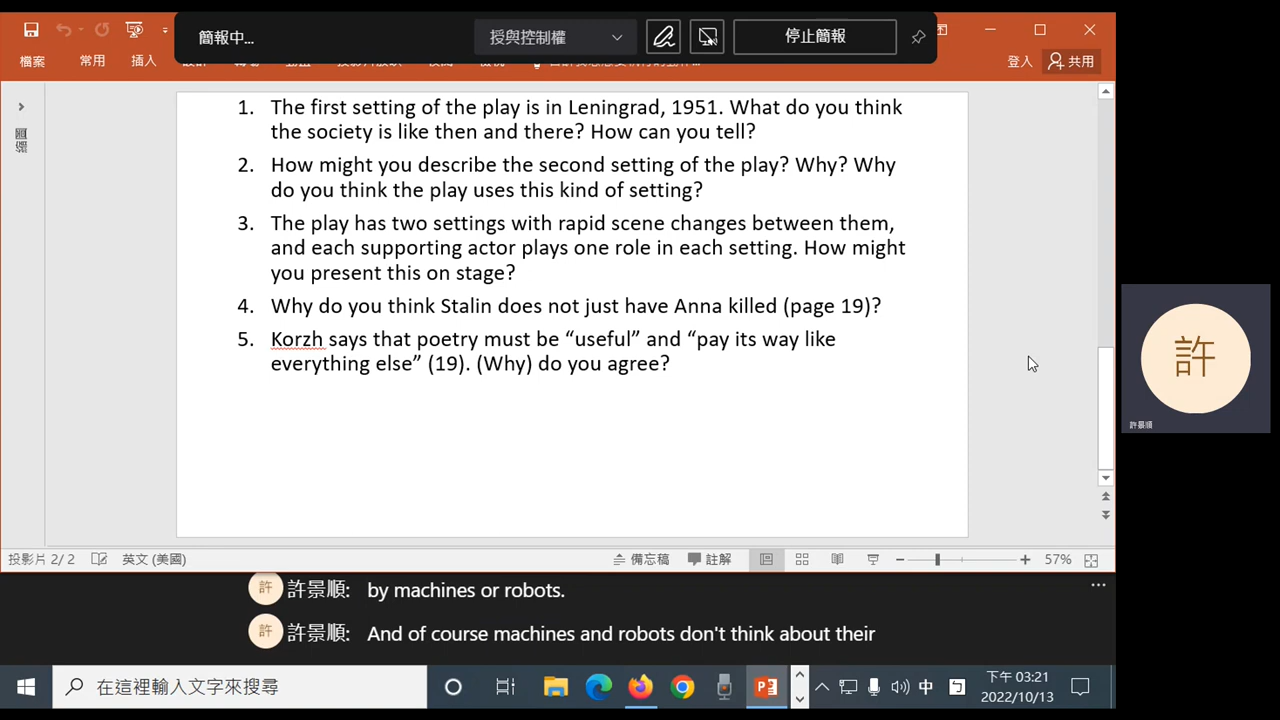 簡報中...
授與控制權
停止簡報
檔案
常用
插入
登入
共用
1. The first setting of the play is in Leningrad, 1951. What do you think
the society is like then and there? How can you tell?
2. How might you describe the second setting of the play? Why? Why
do you think the play uses this kind of setting?
3. The play has two settings with rapid scene changes between them,
and each supporting actor plays one role in each setting. How might
you present this on stage?
4. Why do you think Stalin does not just have Anna killed (page 19)?
5. Korzh says that poetry must be “useful” and “pay its way like
everything else” (19). (Why) do you agree?
許
許景順
投影片 2/2
英文 (美國)
備忘稿
註解
57%
許 許景順: by machines or robots.
許 許景順: And of course machines and robots don't think about their
在這裡輸入文字來搜尋
中
下午 03:21
2022/10/13